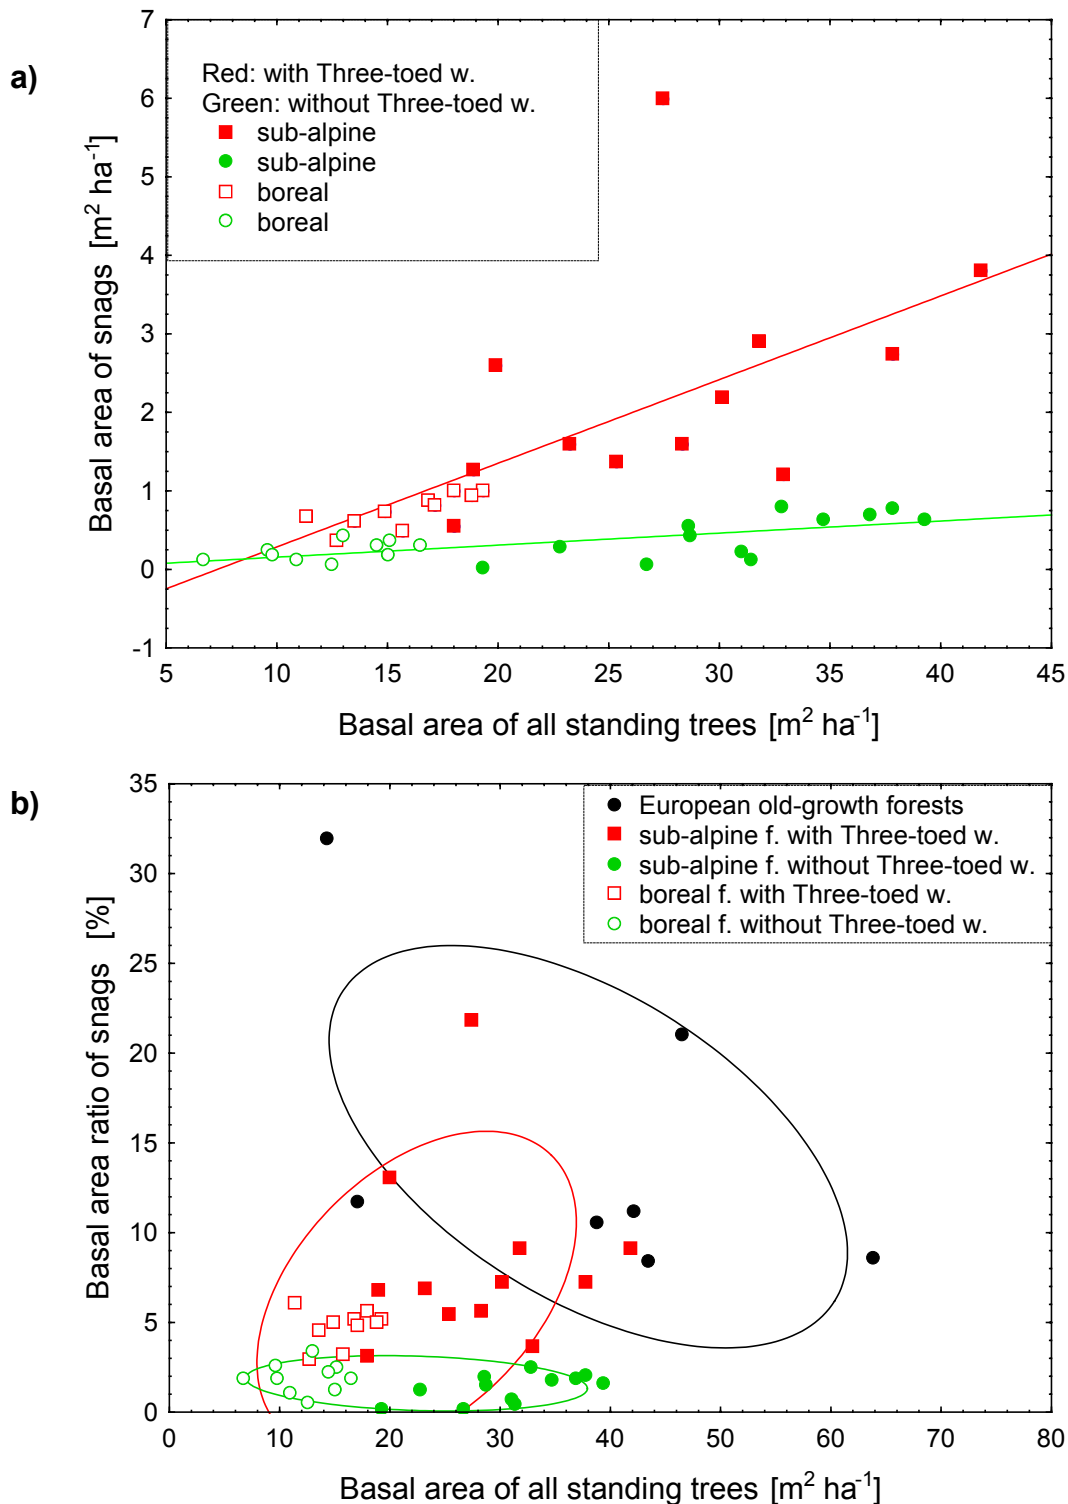 a)
Basal area of snags [m² ha⁻¹]
7
6
5
4
3
2
1
0
-1
Red: with Three-toed w.
Green: without Three-toed w.
sub-alpine
sub-alpine
boreal
boreal
5 10 15 20 25 30 35 40 45
Basal area of all standing trees [m² ha⁻¹]
b)
Basal area ratio of snags [%]
35
30
25
20
15
10
5
0
European old-growth forests
sub-alpine f. with Three-toed w.
sub-alpine f. without Three-toed w.
boreal f. with Three-toed w.
boreal f. without Three-toed w.
0 10 20 30 40 50 60 70 80
Basal area of all standing trees [m² ha⁻¹]